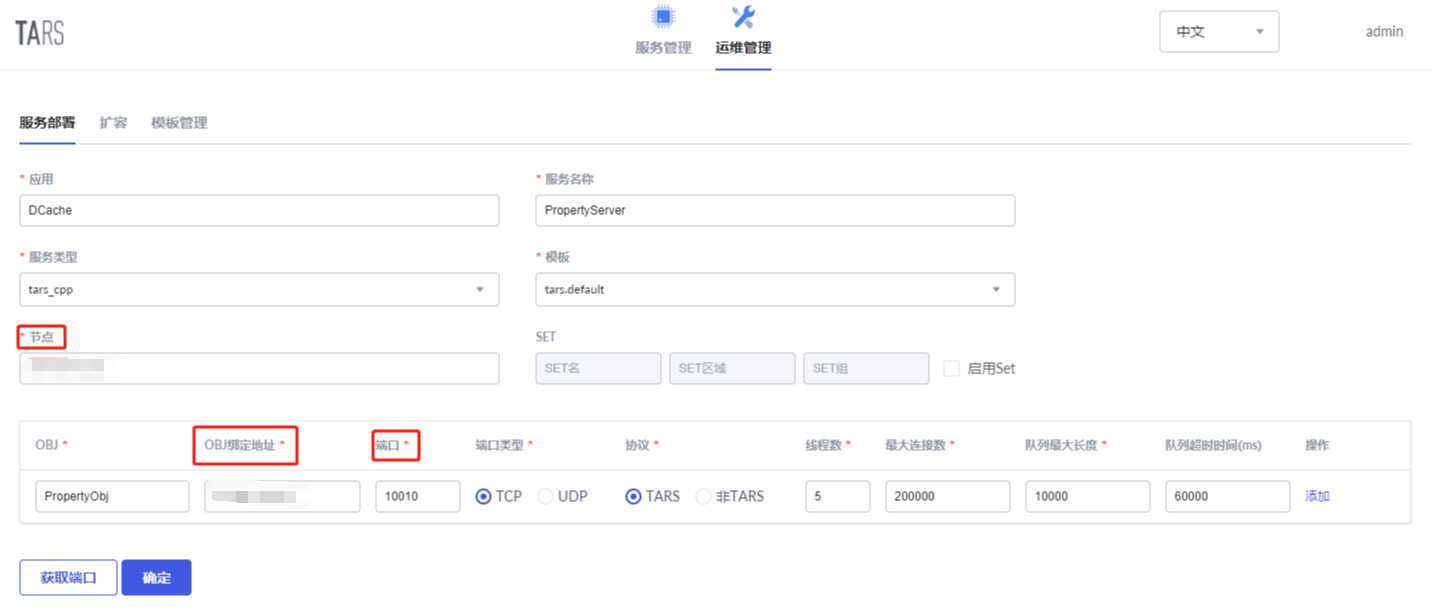 TARS
服务管理
运维管理
中文
admin
服务部署 扩容 模板管理
* 应用
* 服务名称
DCache
PropertyServer
* 服务类型
* 模板
tars_cpp
tars.default
* 节点
SET
SET名 SET区域 SET组 启用Set
OBJ * OBJ绑定地址 * 端口 * 端口类型 * 协议 * 线程数 * 最大连接数 * 队列最大长度 * 队列超时时间(ms) 操作
PropertyObj 10010 TCP UDP TARS 非TARS 5 200000 10000 60000 添加
获取端口 确定